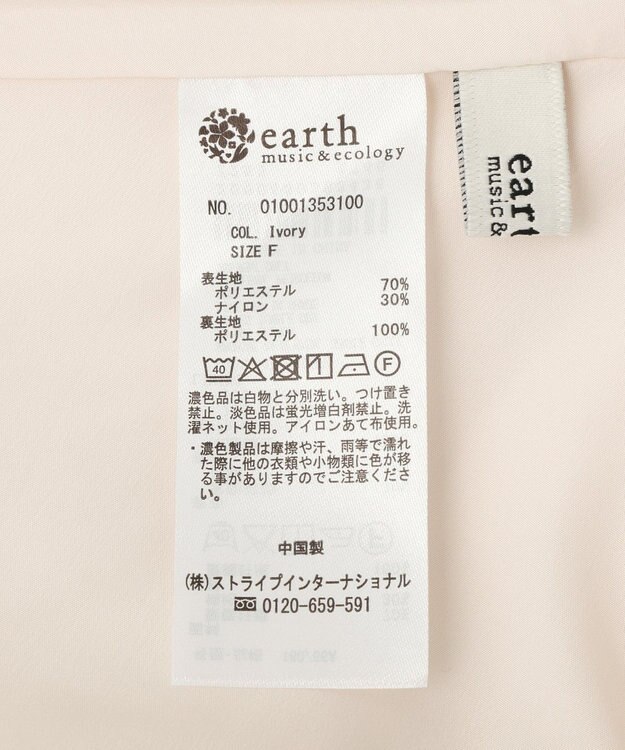 earth
music&ecology
NO. 01001353100
COL. Ivory
SIZE F
表生地
ポリエステル 70%
ナイロン 30%
裏生地
ポリエステル 100%
40
F
濃色品は白物と分別洗い。つけ置き
禁止。淡色品は蛍光増白剤禁止。洗
濯ネット使用。アイロンあて布使用。
・濃色製品は摩擦や汗、雨等で濡れ
た際に他の衣類や小物類に色が移
る事がありますのでご注意くださ
い。
中国製
(株)ストライプインターナショナル
0120-659-591
eart
music&